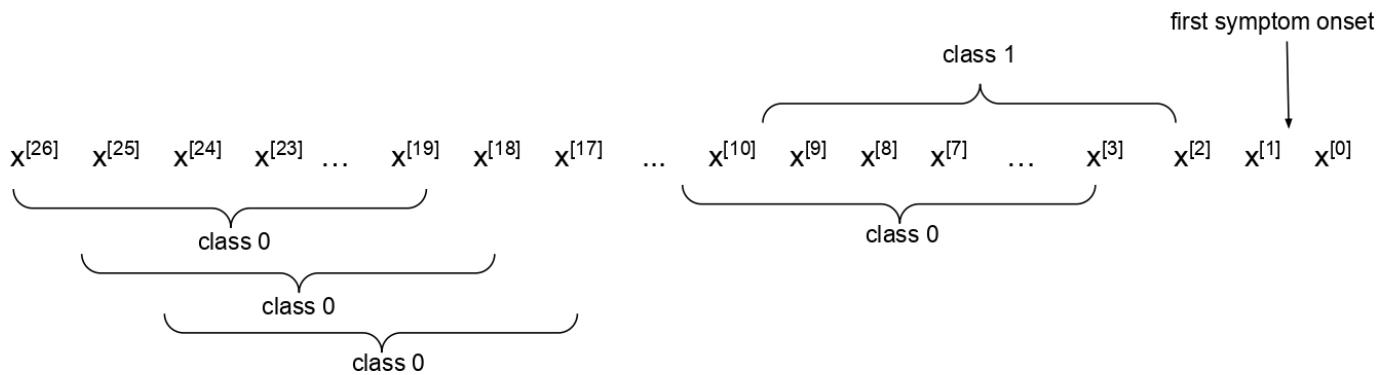 first symptom onset
class 1
x[26] x[25] x[24] x[23] ... x[19] x[18] x[17] ... x[10] x[9] x[8] x[7] ... x[3] x[2] x[1] x[0]
class 0
class 0
class 0
class 0